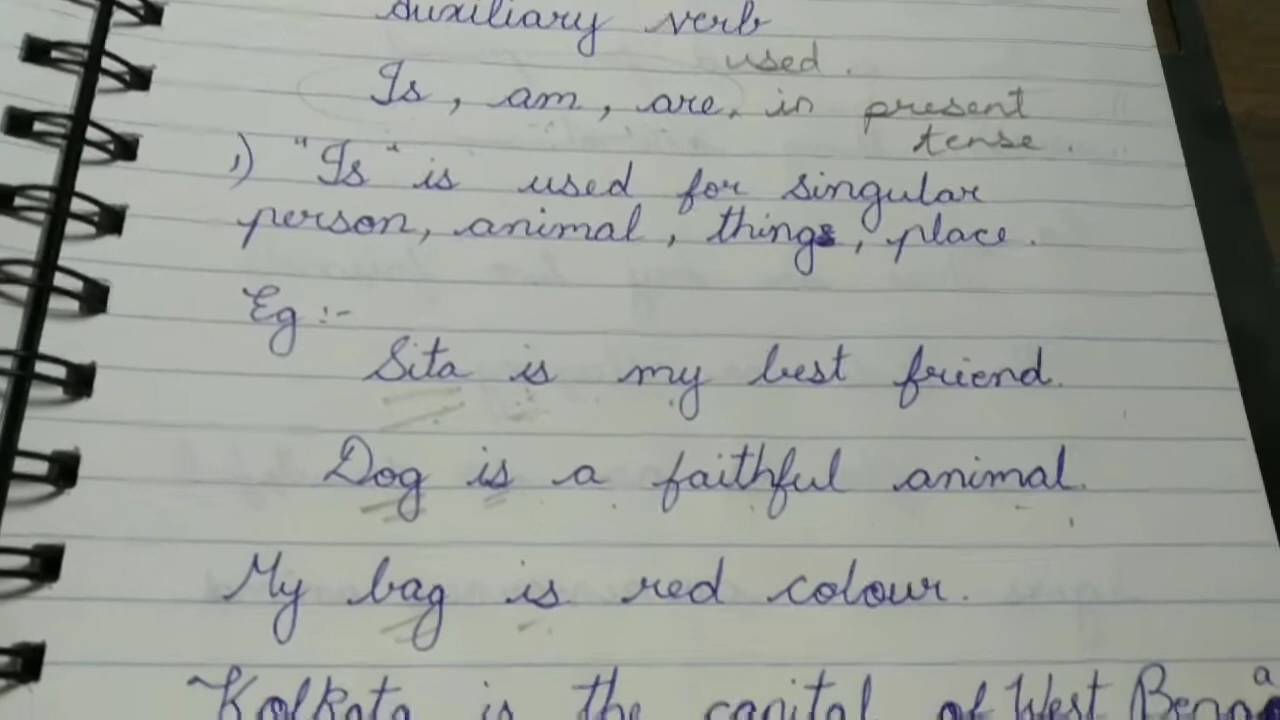 Auxiliary verb
used.
Is, am, are, in present
tense.
1) "Is" is used for singular
person, animal, things, place.
Eg :-
Sita is my best friend.
Dog is a faithful animal.
My bag is red colour.
Kolkata is the capital of West